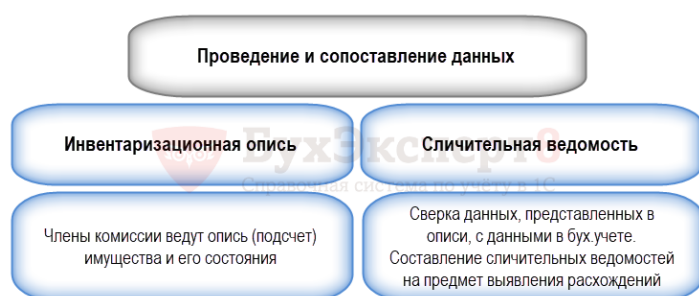 Проведение и сопоставление данных
Инвентаризационная опись
Сличительная ведомость
БухЭксперт8
Справочная система по учёту в 1С
Члены комиссии ведут опись (подсчет)
имущества и его состояния
Сверка данных, представленных в
описи, с данными в бух.учете.
Составление сличительных ведомостей
на предмет выявления расхождений